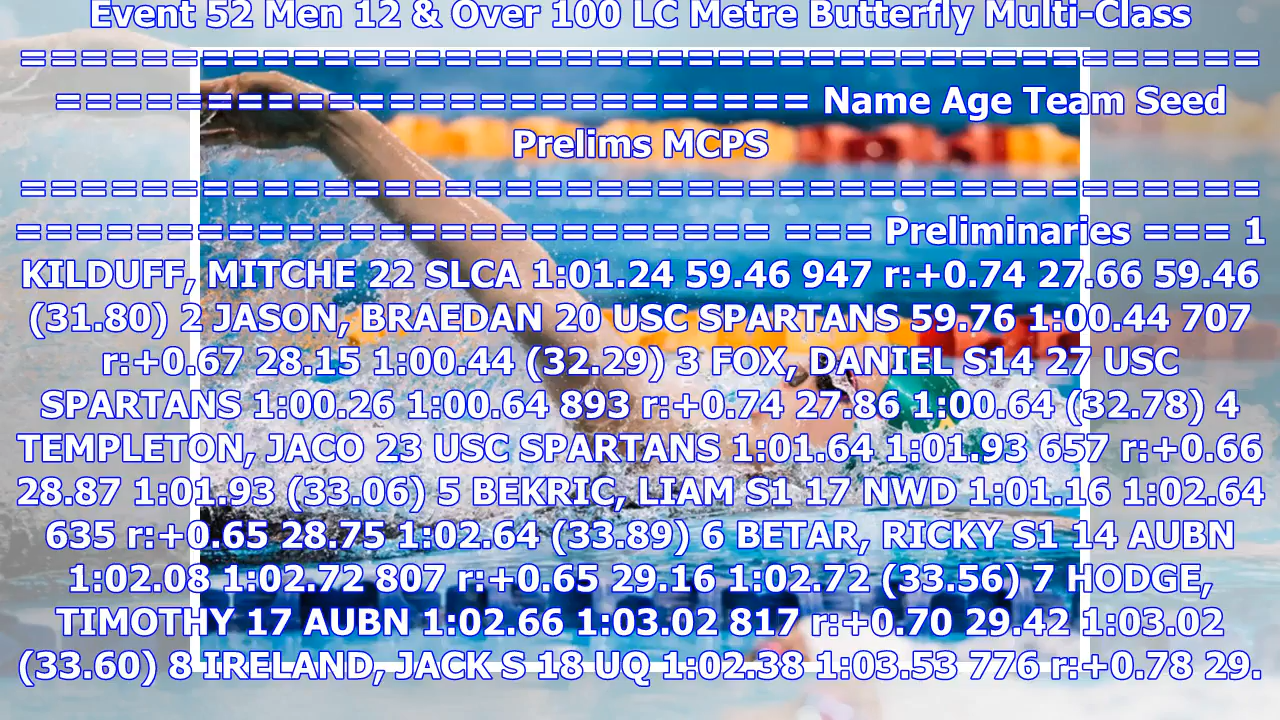 Event 52 Men 12 & Over 100 LC Metre Butterfly Multi-Class
==========================================
========================= Name Age Team Seed
Prelims MCPS
==========================================
========================= === Preliminaries === 1
KILDUFF, MITCHE 22 SLCA 1:01.24 59.46 947 r:+0.74 27.66 59.46
(31.80) 2 JASON, BRAEDAN 20 USC SPARTANS 59.76 1:00.44 707
r:+0.67 28.15 1:00.44 (32.29) 3 FOX, DANIEL S14 27 USC
SPARTANS 1:00.26 1:00.64 893 r:+0.74 27.86 1:00.64 (32.78) 4
TEMPLETON, JACO 23 USC SPARTANS 1:01.64 1:01.93 657 r:+0.66
28.87 1:01.93 (33.06) 5 BEKRIC, LIAM S1 17 NWD 1:01.16 1:02.64
635 r:+0.65 28.75 1:02.64 (33.89) 6 BETAR, RICKY S1 14 AUBN
1:02.08 1:02.72 807 r:+0.65 29.16 1:02.72 (33.56) 7 HODGE,
TIMOTHY 17 AUBN 1:02.66 1:03.02 817 r:+0.70 29.42 1:03.02
(33.60) 8 IRELAND, JACK S 18 UQ 1:02.38 1:03.53 776 r:+0.78 29.